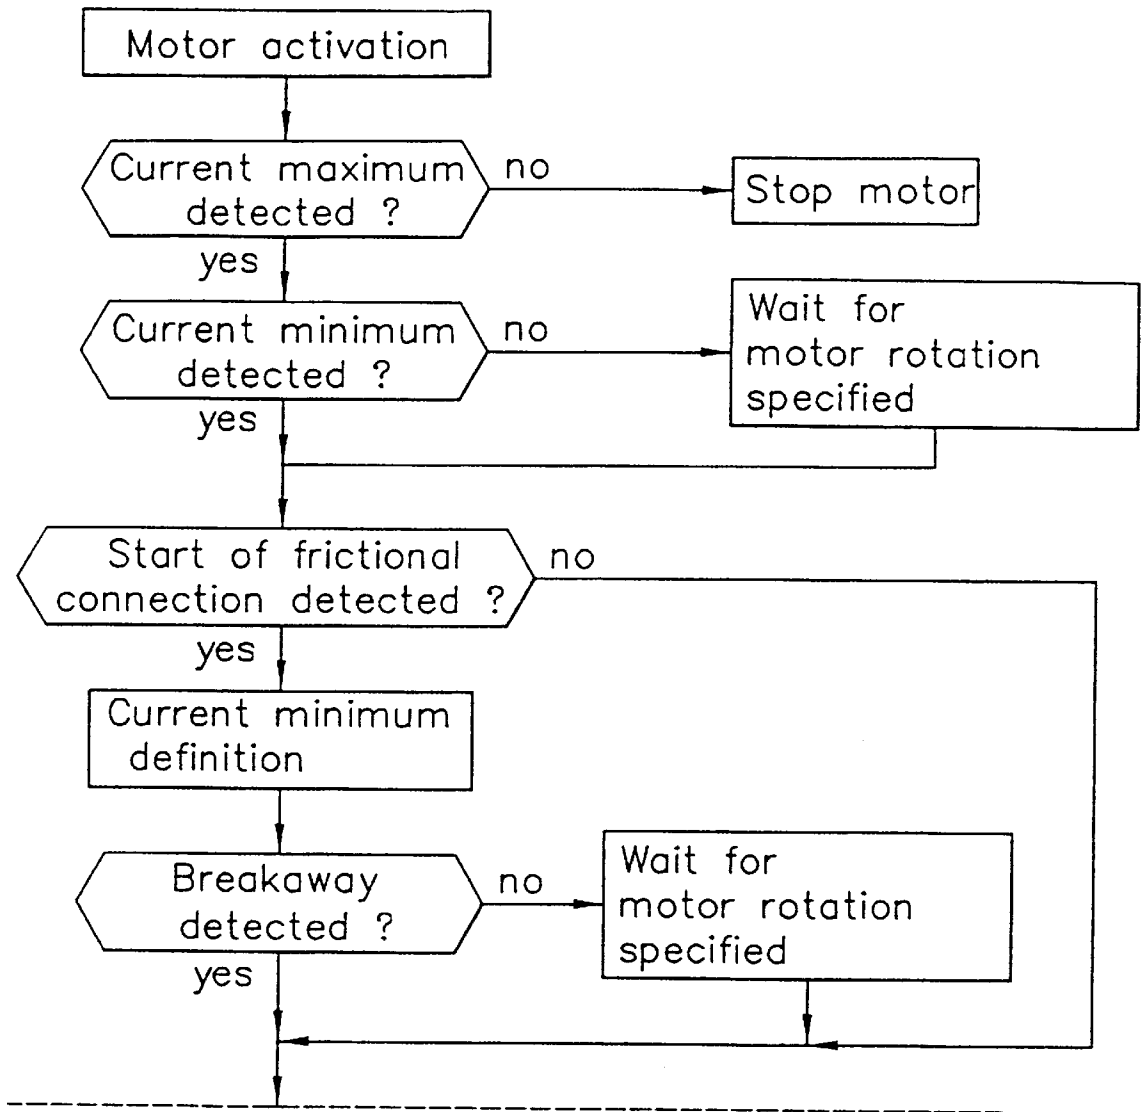 Motor activation
Current maximum
detected ?
no
Stop motor
yes
Current minimum
detected ?
no
Wait for
motor rotation
specified
yes
Start of frictional
connection detected ?
no
yes
Current minimum
definition
Breakaway
detected ?
no
Wait for
motor rotation
specified
yes